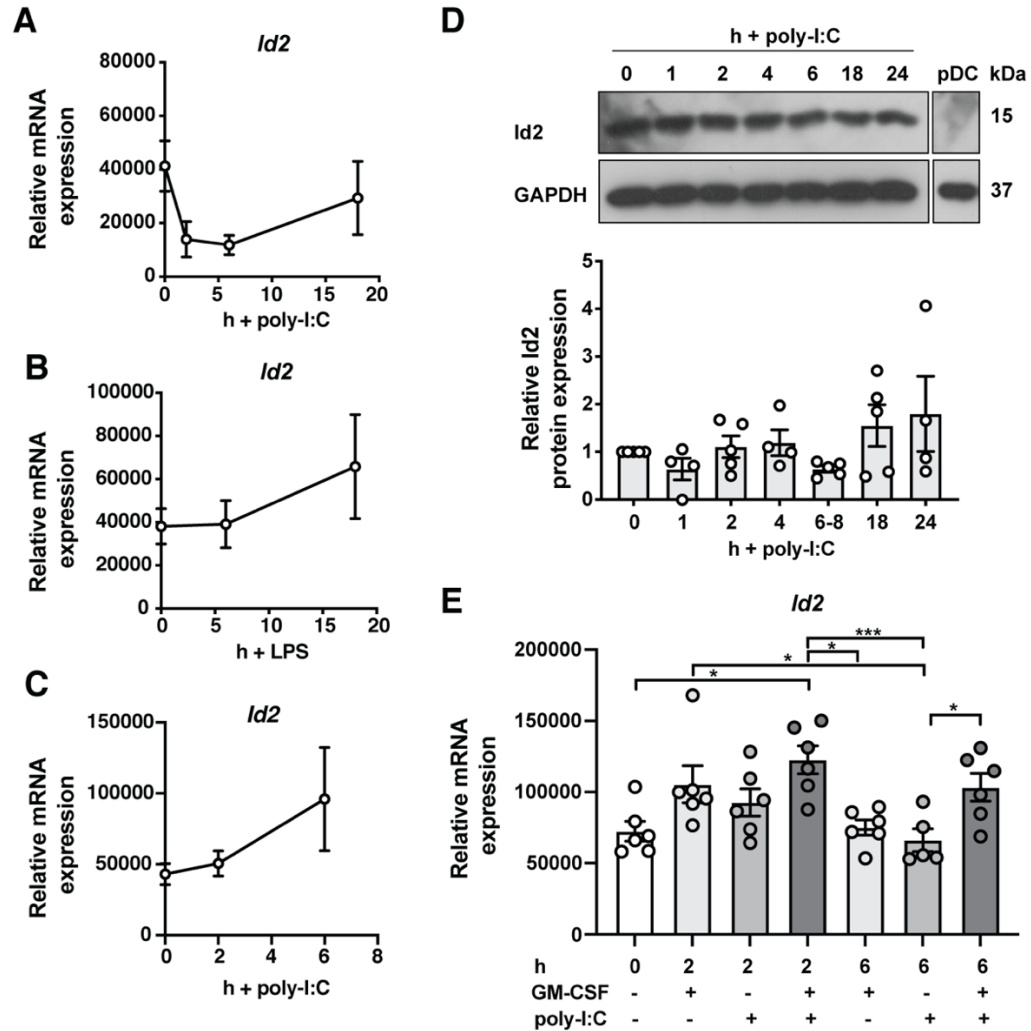 A
Id2
80000
60000
40000
20000
0
Relative mRNA
expression
0 5 10 15 20
h + poly-I:C
B
Id2
100000
80000
60000
40000
20000
0
Relative mRNA
expression
0 5 10 15 20
h + LPS
C
Id2
150000
100000
50000
0
Relative mRNA
expression
0 2 4 6 8
h + poly-I:C
D
h + poly-I:C
0 1 2 4 6 18 24 pDC kDa
Id2 15
GAPDH 37
5
4
3
2
1
0
Relative Id2
protein expression
0 1 2 4 6-8 18 24
h + poly-I:C
E
Id2
***
*
*
*
*
200000
150000
100000
50000
0
Relative mRNA
expression
h 0 2 2 2 6 6 6
GM-CSF - + - + + - +
poly-I:C - - + + - + +